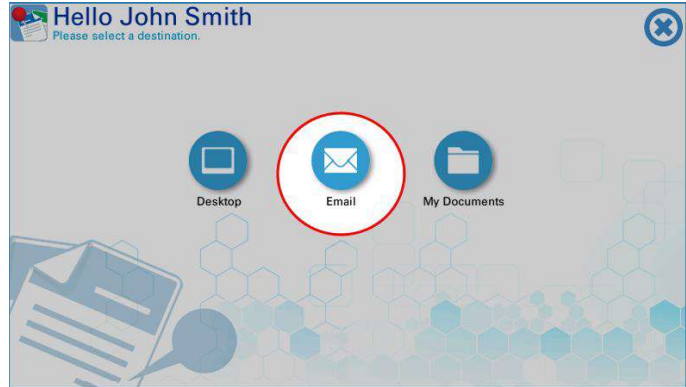 Hello John Smith
Please select a destination.
Desktop
Email
My Documents